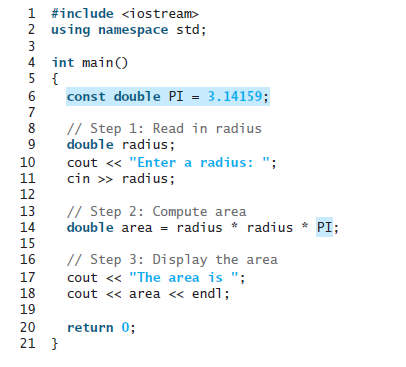 1 #include <iostream>
2 using namespace std;
3
4 int main()
5 {
6 const double PI = 3.14159;
7
8 // Step 1: Read in radius
9 double radius;
10 cout << "Enter a radius: ";
11 cin >> radius;
12
13 // Step 2: Compute area
14 double area = radius * radius * PI;
15
16 // Step 3: Display the area
17 cout << "The area is ";
18 cout << area << endl;
19
20 return 0;
21 }